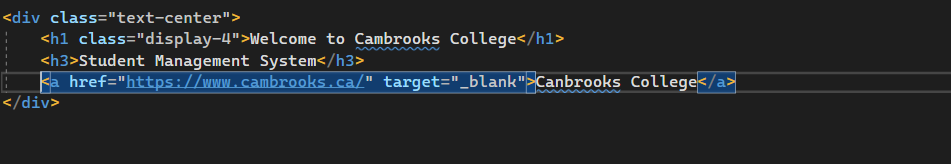 <div class="text-center">
<h1 class="display-4">Welcome to Cambrooks College</h1>
<h3>Student Management System</h3>
<a href="https://www.cambrooks.ca/" target="_blank">Canbrooks College</a>
</div>